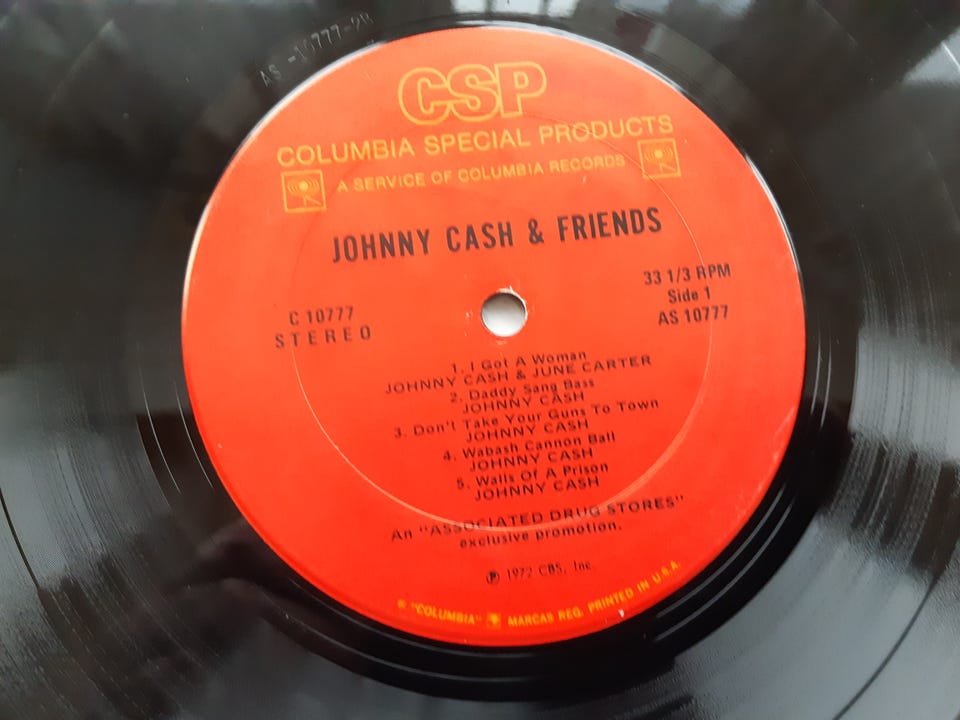 AS -10777-2B
CSP
COLUMBIA SPECIAL PRODUCTS
A SERVICE OF COLUMBIA RECORDS
JOHNNY CASH & FRIENDS
C 10777
STEREO
33 1/3 RPM
Side 1
AS 10777
1. I Got A Woman
JOHNNY CASH & JUNE CARTER
2. Daddy Sang Bass
JOHNNY CASH
3. Don't Take Your Guns To Town
JOHNNY CASH
4. Wabash Cannon Ball
JOHNNY CASH
5. Walls Of A Prison
JOHNNY CASH
An "ASSOCIATED DRUG STORES"
exclusive promotion.
Ⓟ 1972 CBS, Inc.
® "COLUMBIA" MARCAS REG. PRINTED IN U.S.A.